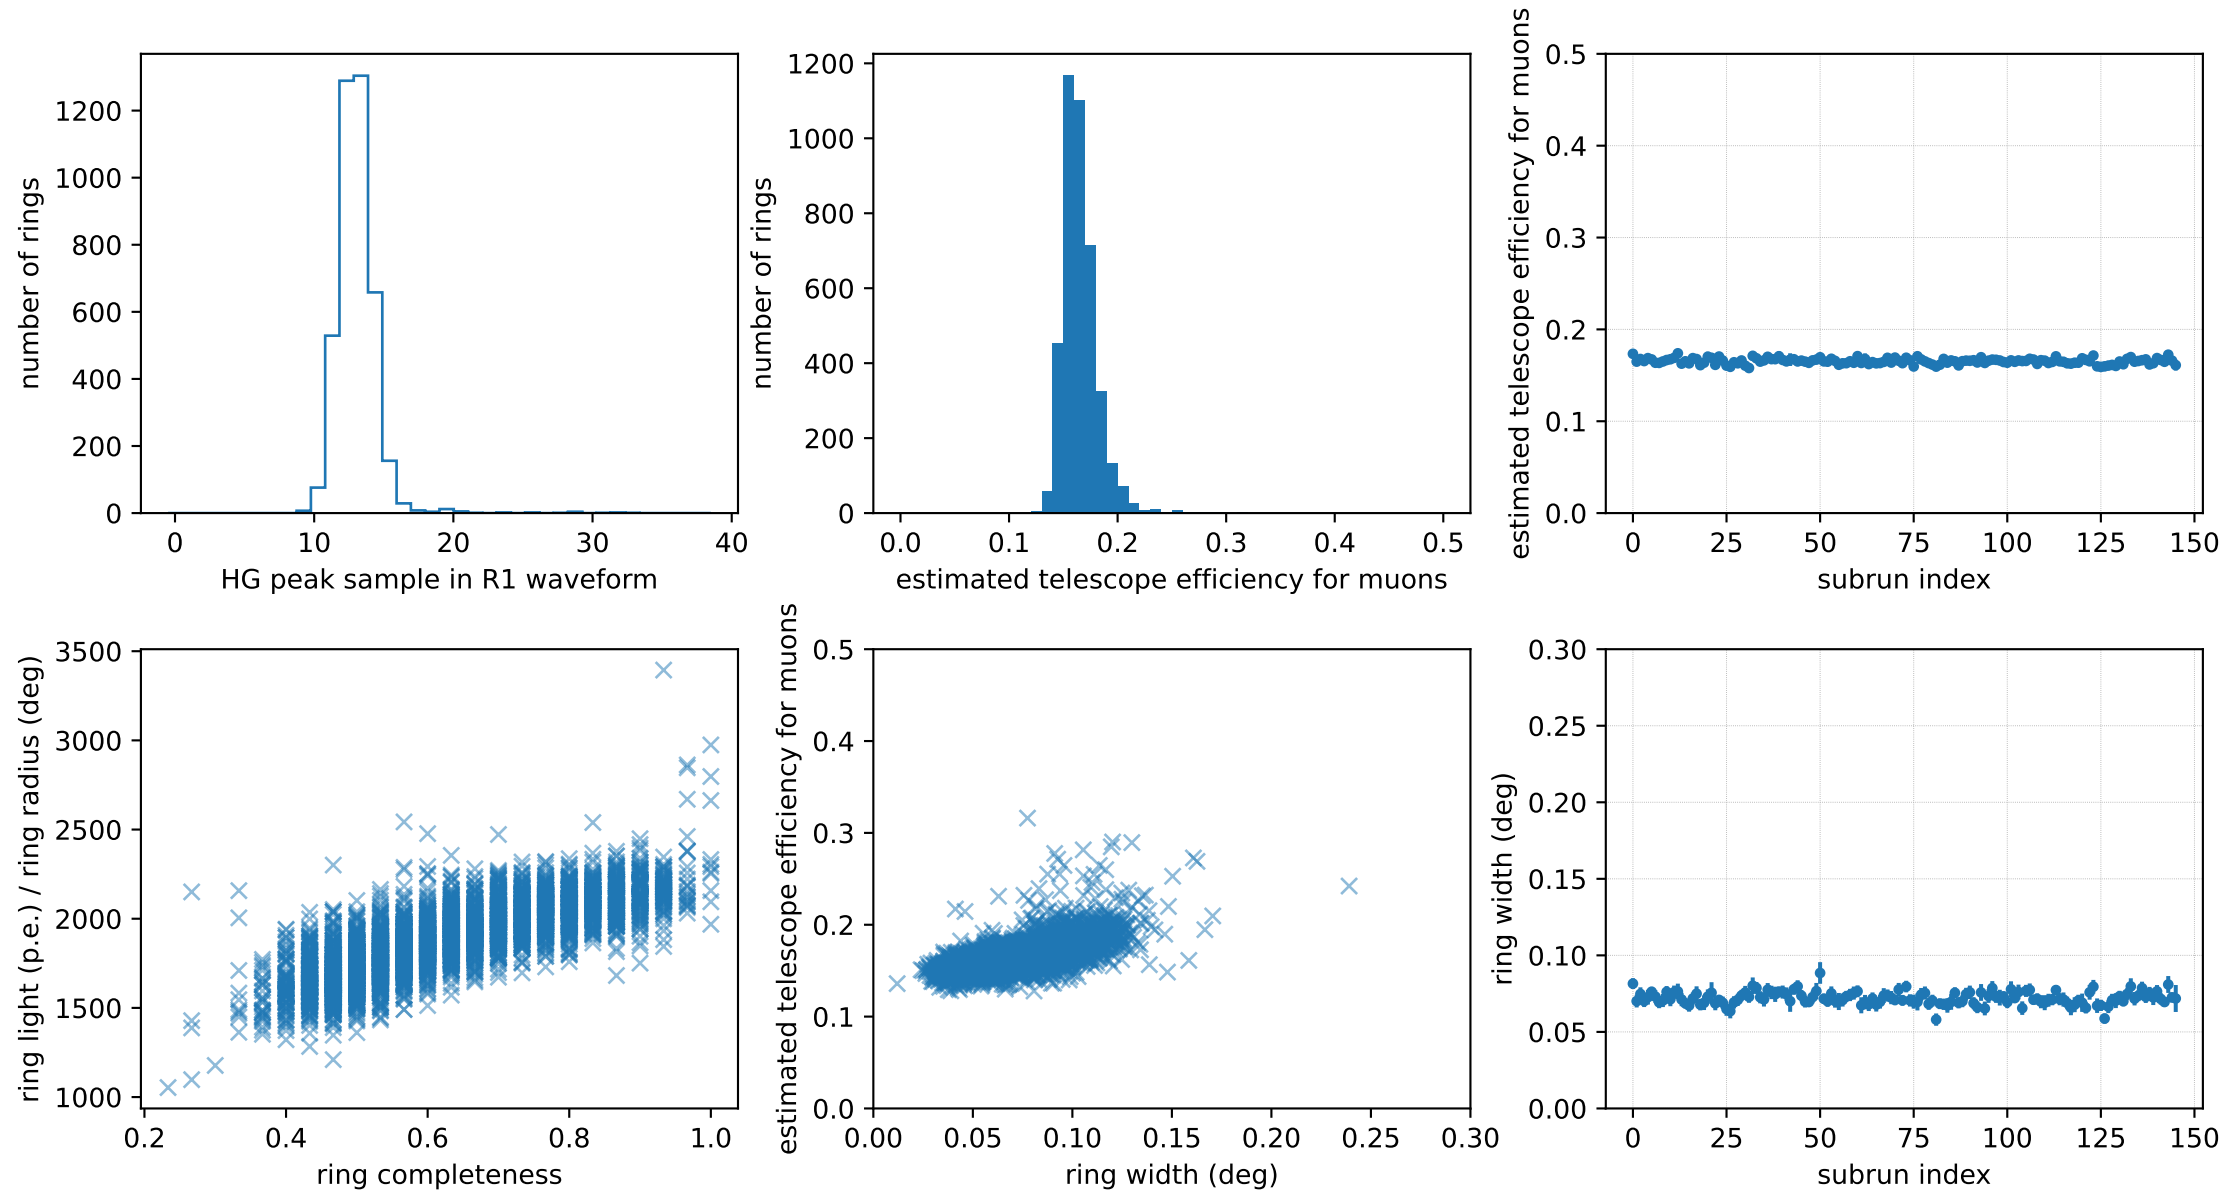 number of rings
1200
1000
800
600
400
200
0
0 10 20 30 40
HG peak sample in R1 waveform
number of rings
1200
1000
800
600
400
200
0
0.0 0.1 0.2 0.3 0.4 0.5
estimated telescope efficiency for muons
estimated telescope efficiency for muons
0.5
0.4
0.3
0.2
0.1
0.0
0 25 50 75 100 125 150
subrun index
ring light (p.e.) / ring radius (deg)
3500
3000
2500
2000
1500
1000
0.2 0.4 0.6 0.8 1.0
ring completeness
estimated telescope efficiency for muons
0.5
0.4
0.3
0.2
0.1
0.0
0.00 0.05 0.10 0.15 0.20 0.25 0.30
ring width (deg)
ring width (deg)
0.30
0.25
0.20
0.15
0.10
0.05
0.00
0 25 50 75 100 125 150
subrun index